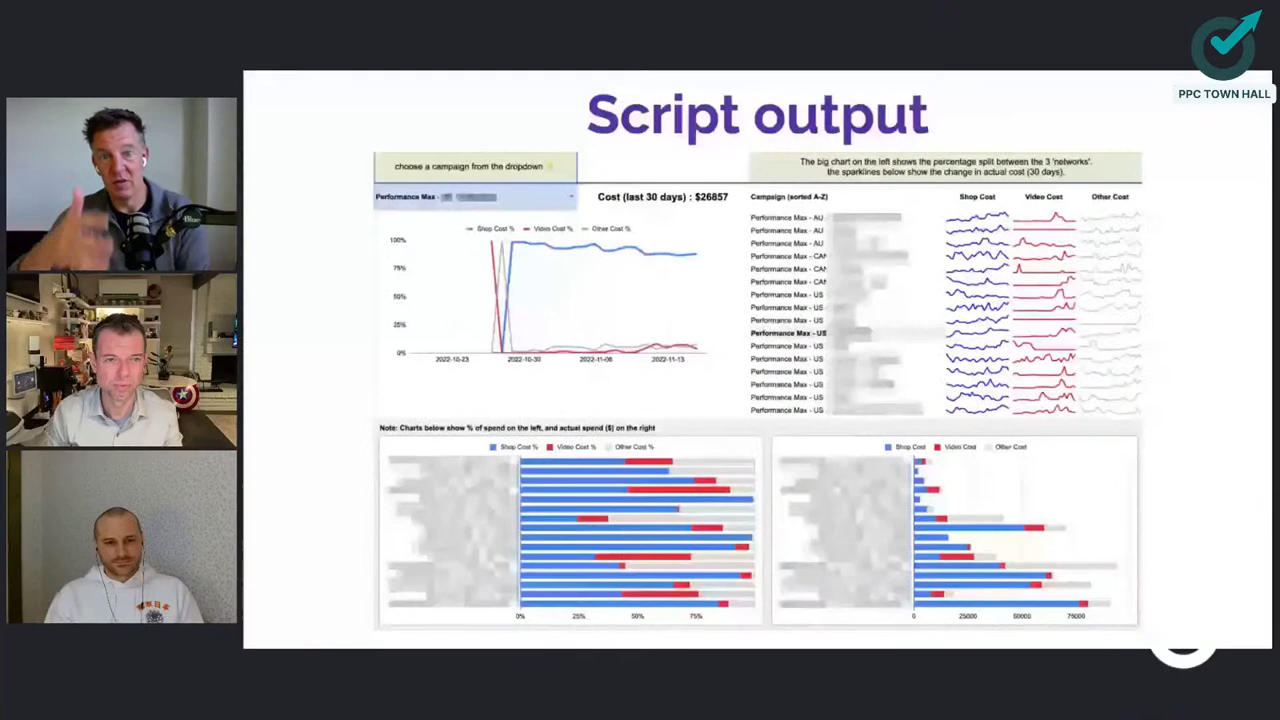 PPC TOWN HALL
Script output
choose a campaign from the dropdown
The big chart on the left shows the percentage split between the 3 'networks'.
the sparklines below show the change in actual cost (30 days).
Performance Max -
Cost (last 30 days) : $26857
Campaign (sorted A-Z)
Shop Cost
Video Cost
Other Cost
Shop Cost %
Video Cost %
Other Cost %
100%
75%
50%
25%
0%
2022-10-23
2022-10-30
2022-11-06
2022-11-13
Performance Max - AU
Performance Max - AU
Performance Max - AU
Performance Max - CAN
Performance Max - CAN
Performance Max - CAN
Performance Max - US
Performance Max - US
Performance Max - US
Performance Max - US
Performance Max - US
Performance Max - US
Performance Max - US
Performance Max - US
Performance Max - US
Performance Max - US
Note: Charts below show % of spend on the left, and actual spend ($) on the right
Shop Cost %
Video Cost %
Other Cost %
0%
25%
50%
75%
Shop Cost
Video Cost
Other Cost
0
25000
50000
75000